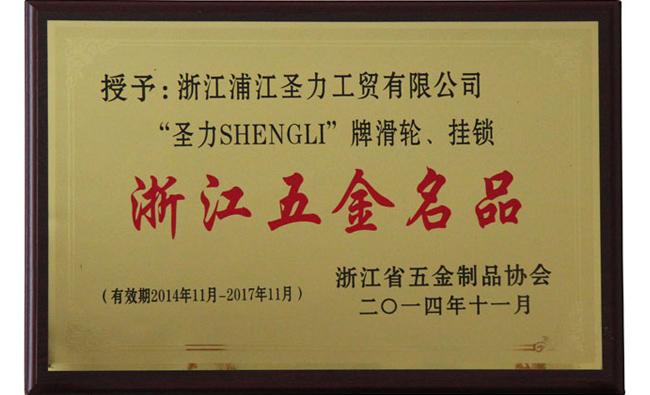 授予：浙江浦江圣力工贸有限公司
“圣力SHENGLI”牌滑轮、挂锁
浙江五金名品
浙江省五金制品协会
（有效期2014年11月-2017年11月）
二〇一四年十一月